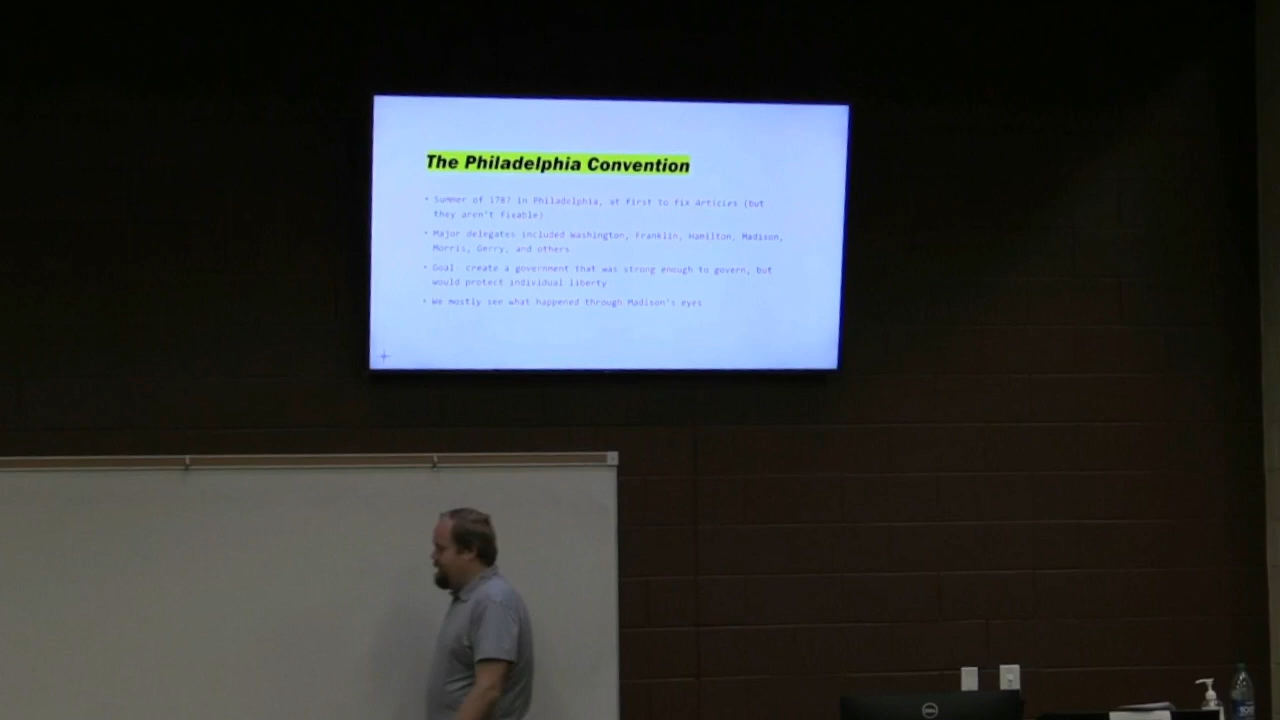 The Philadelphia Convention
• Summer of 1787 in Philadelphia, at first to fix Articles (but
they aren't fixable)
• Major delegates included Washington, Franklin, Hamilton, Madison,
Morris, Gerry, and others
• Goal: create a government that was strong enough to govern, but
would protect individual liberty
• We mostly see what happened through Madison's eyes
DELL